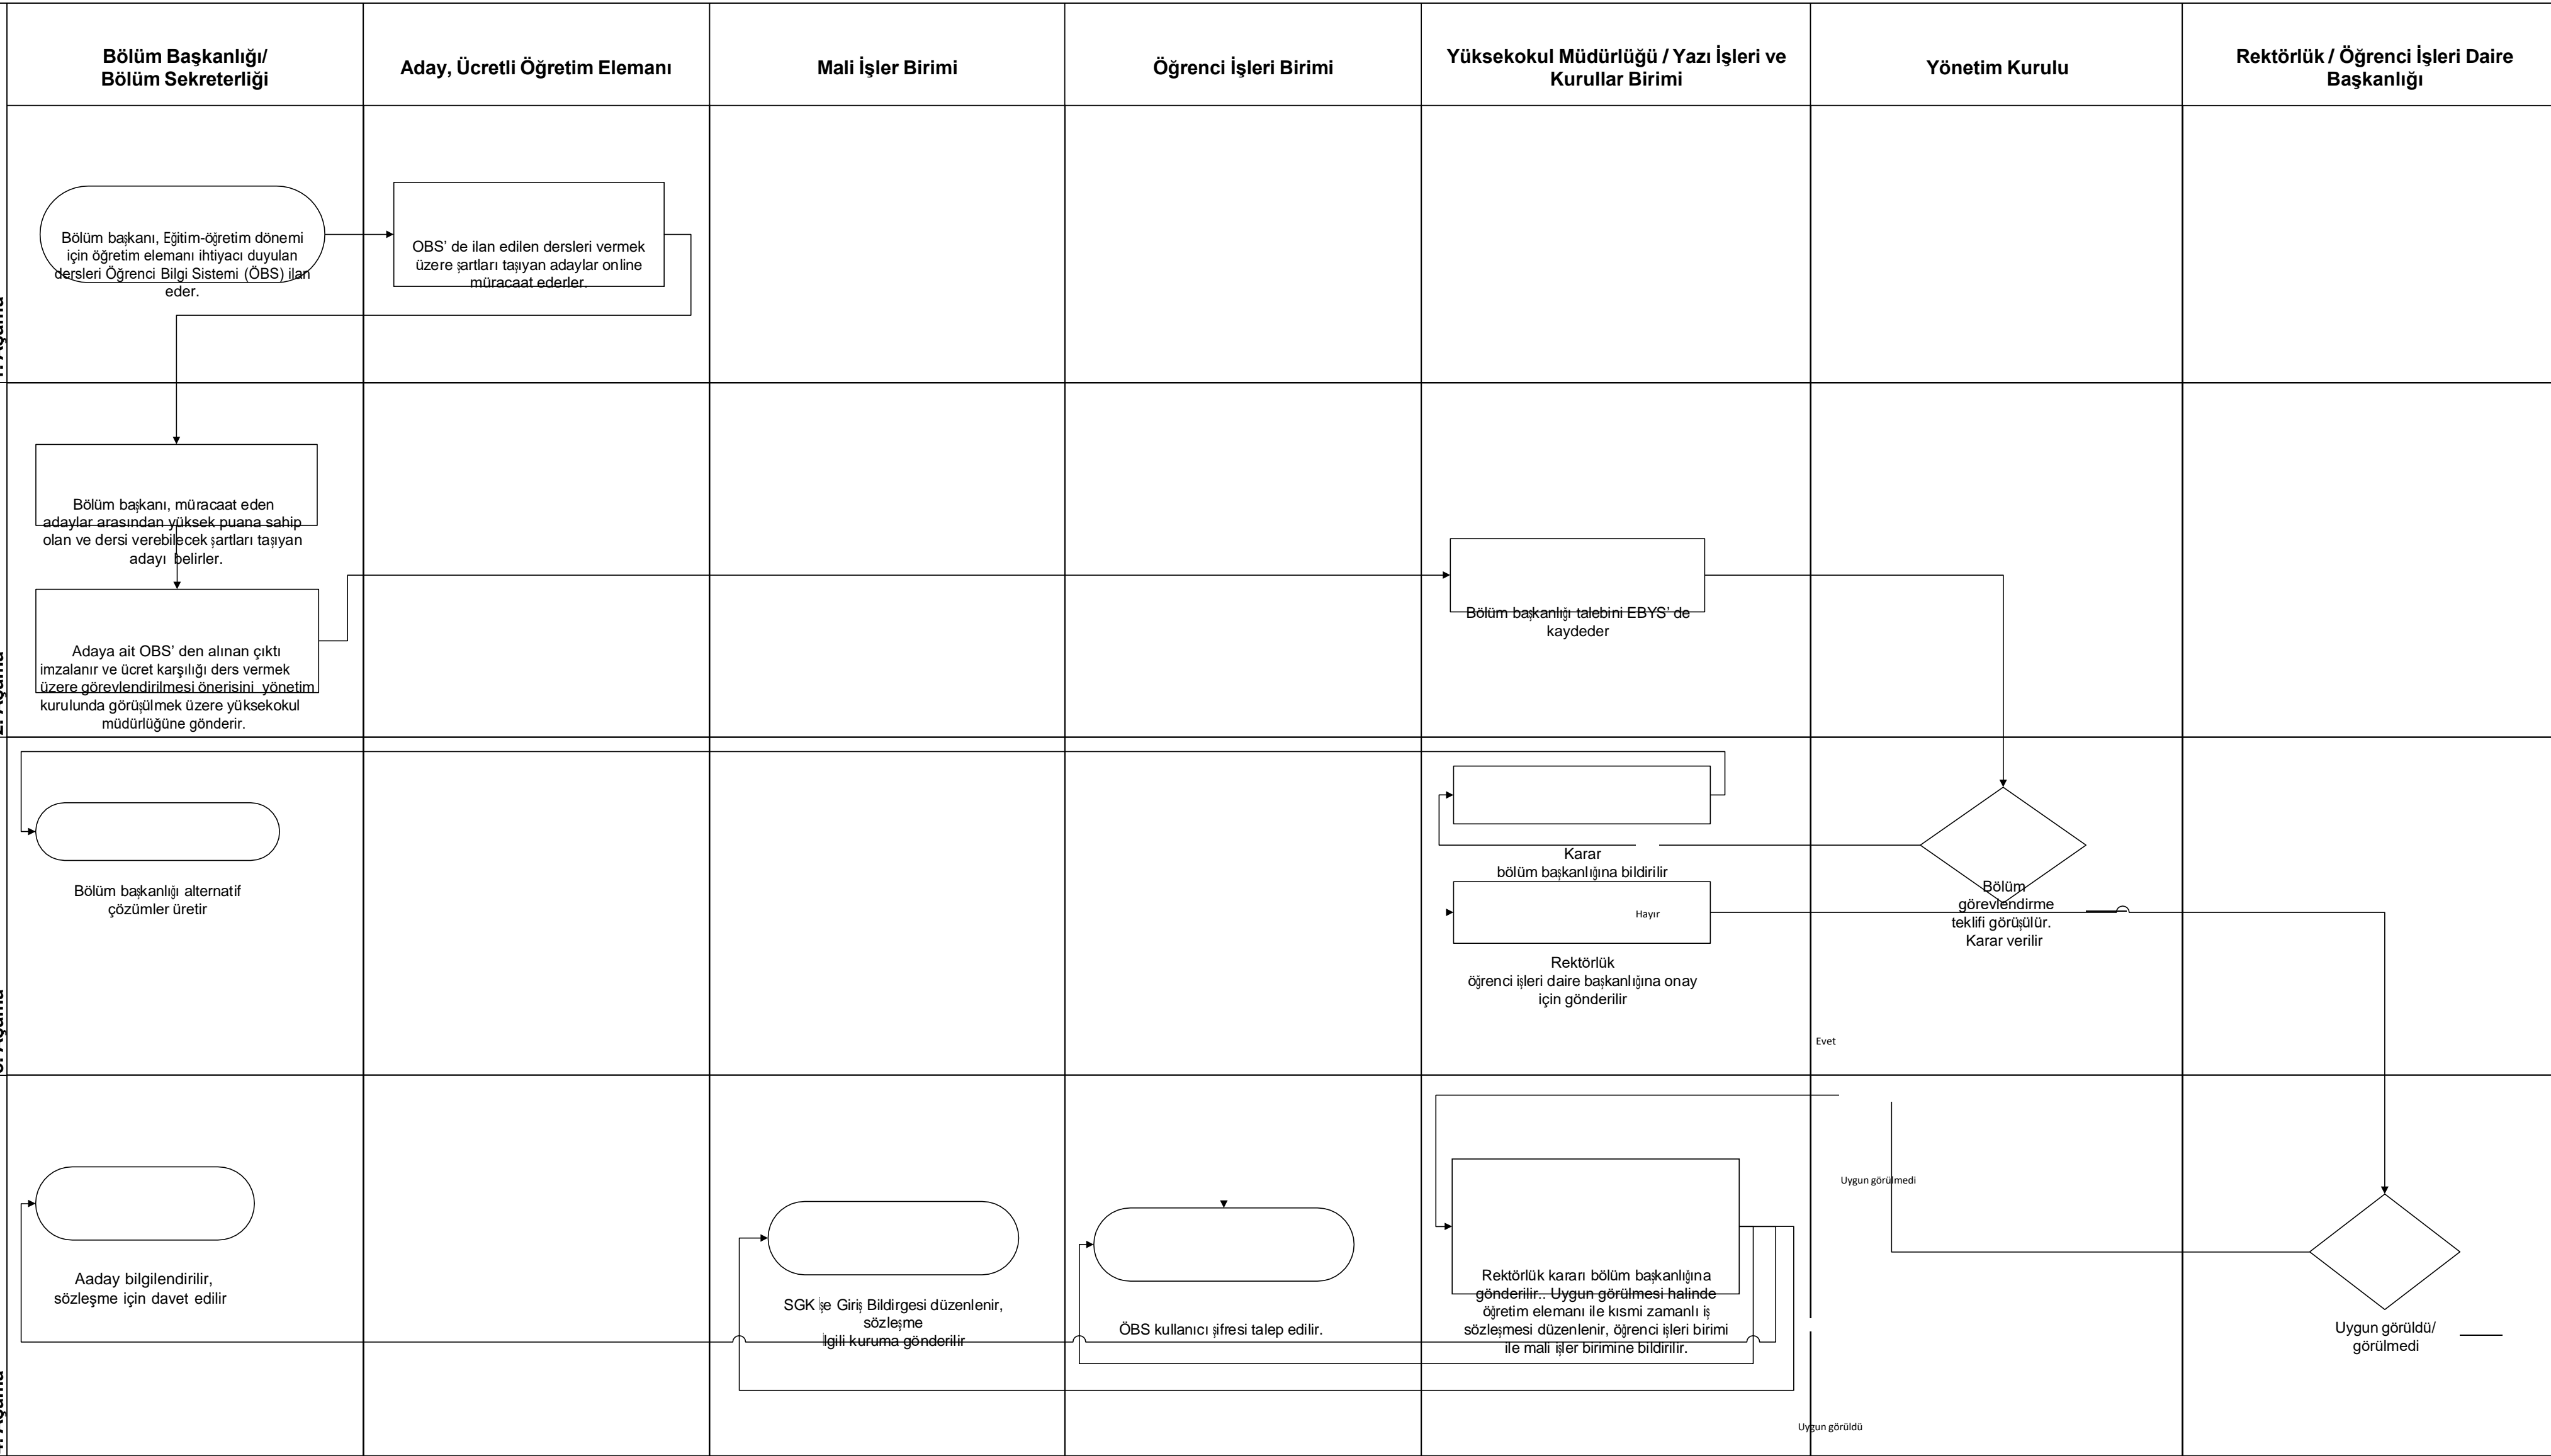 Bölüm Başkanlığı/
Bölüm Sekreterliği
Aday, Ücretli Öğretim Elemanı
Mali İşler Birimi
Öğrenci İşleri Birimi
Yüksekokul Müdürlüğü / Yazı İşleri ve
Kurullar Birimi
Yönetim Kurulu
Rektörlük / Öğrenci İşleri Daire
Başkanlığı
Bölüm başkanı, Eğitim-öğretim dönemi
için öğretim elemanı ihtiyacı duyulan
dersleri Öğrenci Bilgi Sistemi (ÖBS) ilan
eder.
OBS' de ilan edilen dersleri vermek
üzere şartları taşıyan adaylar online
müracaat ederler.
Bölüm başkanı, müracaat eden
adaylar arasından yüksek puana sahip
olan ve dersi verebilecek şartları taşıyan
adayı belirler.
Adaya ait OBS' den alınan çıktı
imzalanır ve ücret karşılığı ders vermek
üzere görevlendirilmesi önerisini yönetim
kurulunda görüşülmek üzere yüksekokul
müdürlüğüne gönderir.
Bölüm başkanlığı talebini EBYS' de
kaydeder
Bölüm başkanlığı alternatif
çözümler üretir
Karar
bölüm başkanlığına bildirilir
Hayır
Rektörlük
öğrenci işleri daire başkanlığına onay
için gönderilir
Bölüm
görevlendirme
teklifi görüşülür.
Karar verilir
Evet
Aaday bilgilendirilir,
sözleşme için davet edilir
SGK İşe Giriş Bildirgesi düzenlenir,
sözleşme
İlgili kuruma gönderilir
ÖBS kullanıcı şifresi talep edilir.
Rektörlük kararı bölüm başkanlığına
gönderilir.. Uygun görülmesi halinde
öğretim elemanı ile kısmi zamanlı iş
sözleşmesi düzenlenir, öğrenci işleri birimi
ile mali işler birimine bildirilir.
Uygun görülmedi
Uygun görüldü/
görülmedi
Uygun görüldü